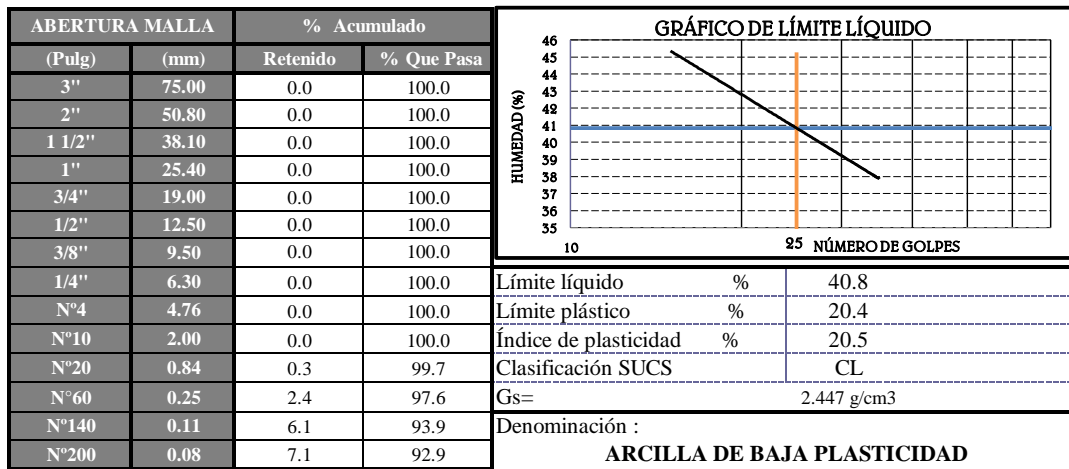 ABERTURA MALLA % Acumulado
(Pulg) (mm) Retenido % Que Pasa
3'' 75.00 0.0 100.0
2'' 50.80 0.0 100.0
1 1/2'' 38.10 0.0 100.0
1'' 25.40 0.0 100.0
3/4'' 19.00 0.0 100.0
1/2'' 12.50 0.0 100.0
3/8'' 9.50 0.0 100.0
1/4'' 6.30 0.0 100.0
Nº4 4.76 0.0 100.0
Nº10 2.00 0.0 100.0
Nº20 0.84 0.3 99.7
N°60 0.25 2.4 97.6
Nº140 0.11 6.1 93.9
Nº200 0.08 7.1 92.9
GRÁFICO DE LÍMITE LÍQUIDO
HUMEDAD (%)
46
45
44
43
42
41
40
39
38
37
36
35
10 25 NÚMERO DE GOLPES
Límite líquido % 40.8
Límite plástico % 20.4
Índice de plasticidad % 20.5
Clasificación SUCS CL
Gs= 2.447 g/cm3
Denominación :
ARCILLA DE BAJA PLASTICIDAD